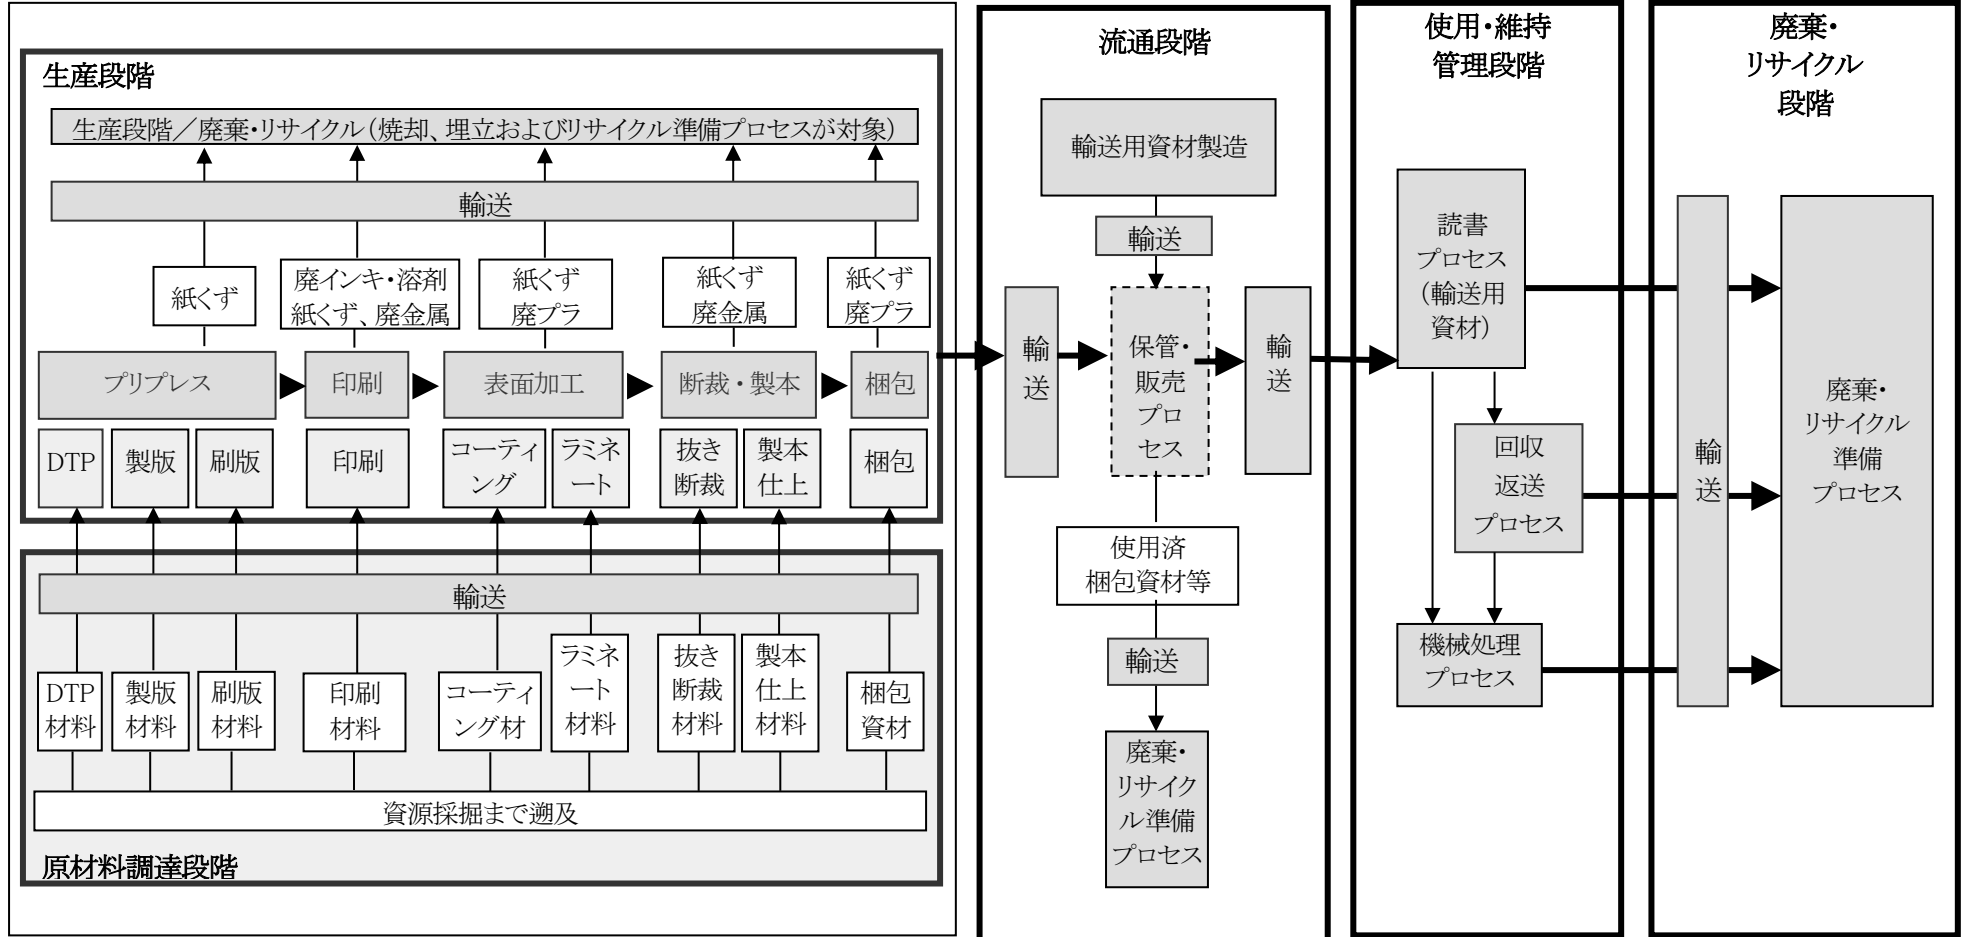 生産段階
生産段階／廃棄・リサイクル（焼却、埋立およびリサイクル準備プロセスが対象）
輸送
紙くず
廃インキ・溶剤
紙くず、廃金属
紙くず
廃プラ
紙くず
廃金属
紙くず
廃プラ
プリプレス
印刷
表面加工
断裁・製本
梱包
DTP
製版
刷版
印刷
コーティ
ング
ラミネ
ート
抜き
断裁
製本
仕上
梱包
輸送
DTP
材料
製版
材料
刷版
材料
印刷
材料
コーティ
ング材
ラミネ
ート
材料
抜き
断裁
材料
製本
仕上
材料
梱包
資材
資源採掘まで遡及
原材料調達段階
流通段階
輸送用資材製造
輸送
輸
送
保管・
販売
プロ
セス
輸
送
使用済
梱包資材等
輸送
廃棄・
リサイク
ル準備
プロセス
使用・維持
管理段階
読書
プロセス
（輸送用
資材）
回収
返送
プロセス
機械処理
プロセス
廃棄・
リサイクル
段階
輸
送
廃棄・
リサイクル
準備
プロセス